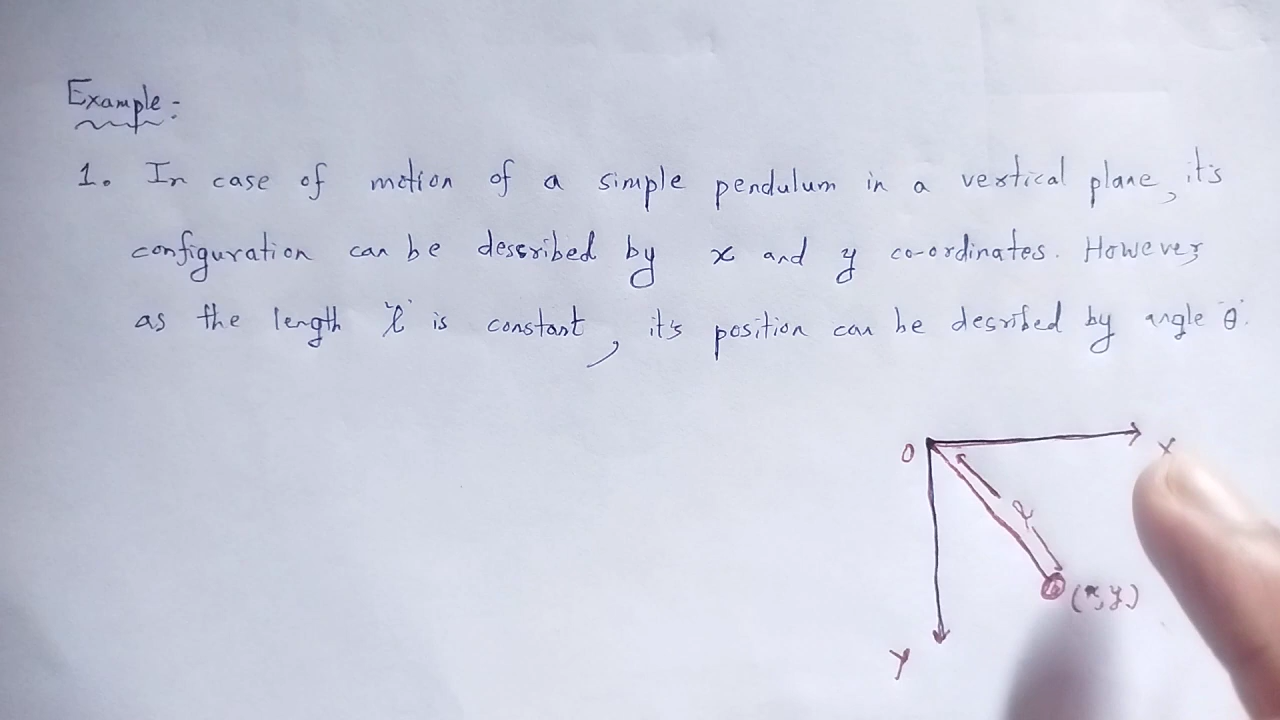 Example:-
1. In case of motion of a simple pendulum in a vertical plane, it's
configuration can be described by x and y co-ordinates. However
as the length 'l' is constant, it's position can be desribed by angle 'θ'.
O
X
l
(x,y)
Y